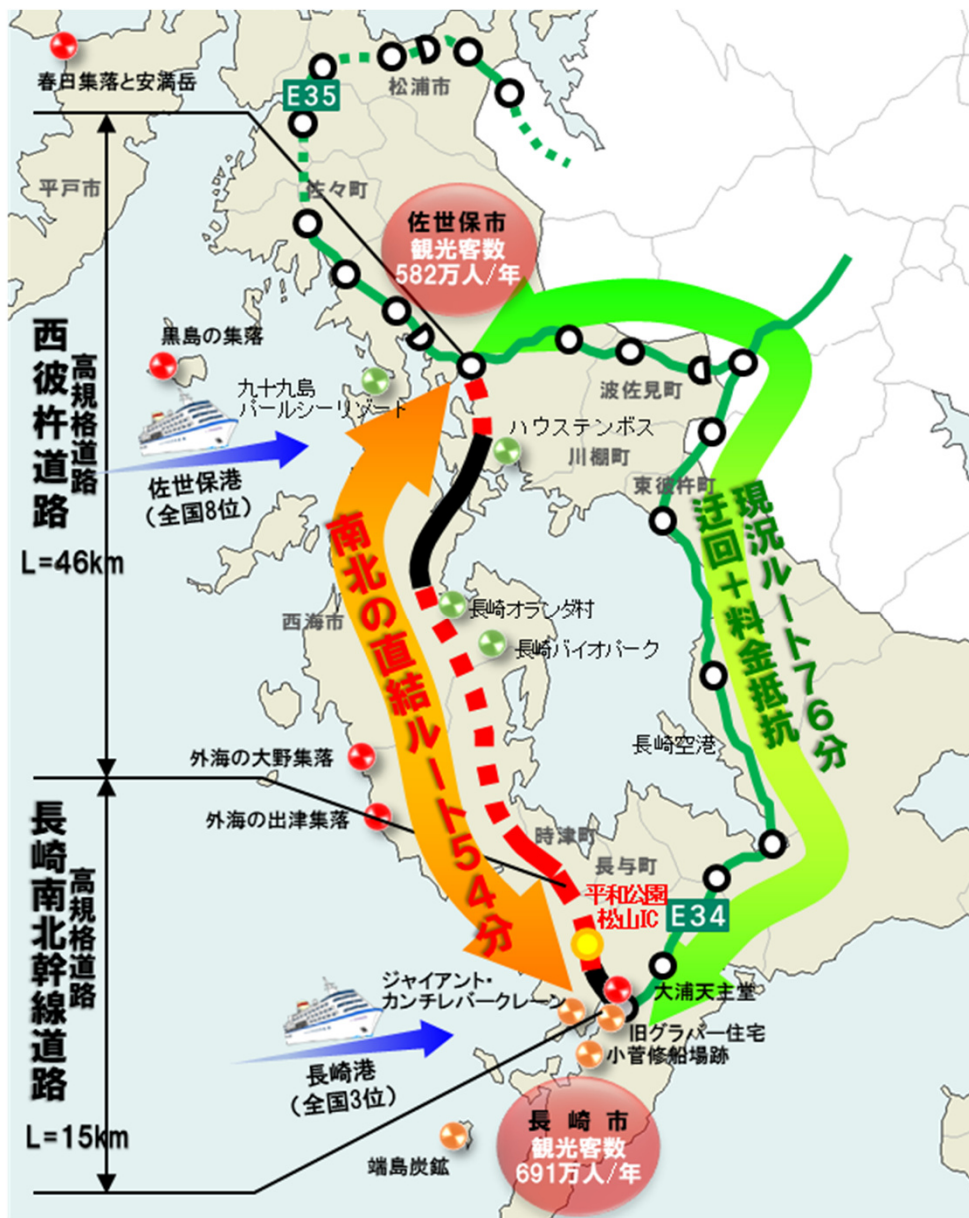 春日集落と安満岳
E35
松浦市
平戸市
佐々町
佐世保市
観光客数
582万人/年
西彼杵道路
高規格道路
L=46km
黒島の集落
九十九島
パールシーリゾート
佐世保港
(全国8位)
波佐見町
ハウステンボス
川棚町
東彼杵町
現況ルート76分
迂回+料金抵抗
南北の直結ルート54分
西海市
長崎オランダ村
長崎バイオパーク
長崎空港
外海の大野集落
外海の出津集落
時津町
長与町
長崎南北幹線道路
高規格道路
L=15km
平和公園
松山IC
E34
ジャイアント・
カンチレバークレーン
大浦天主堂
旧グラバー住宅
小菅修船場跡
長崎港
(全国3位)
長崎市
観光客数
691万人/年
端島炭鉱